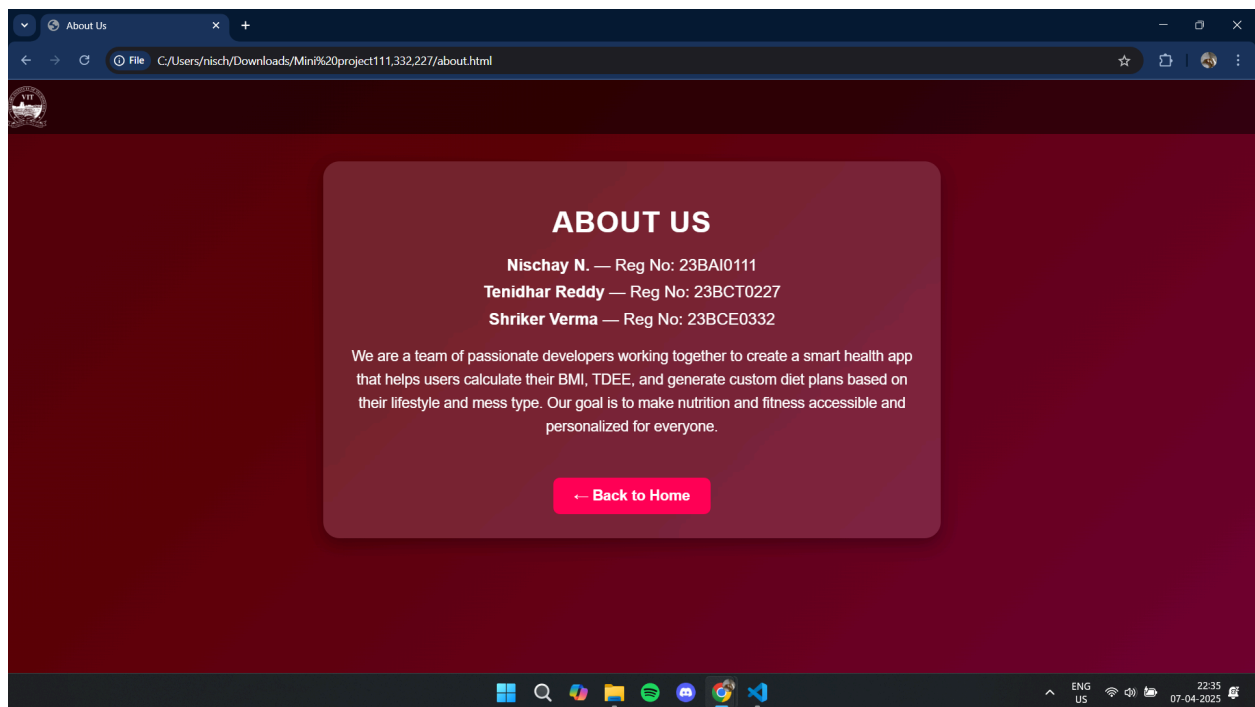 About Us
File C:/Users/nisch/Downloads/Mini%20project111,332,227/about.html
VIT
ABOUT US
Nischay N. — Reg No: 23BAI0111
Tenidhar Reddy — Reg No: 23BCT0227
Shriker Verma — Reg No: 23BCE0332
We are a team of passionate developers working together to create a smart health app
that helps users calculate their BMI, TDEE, and generate custom diet plans based on
their lifestyle and mess type. Our goal is to make nutrition and fitness accessible and
personalized for everyone.
← Back to Home
ENG
US
22:35
07-04-2025